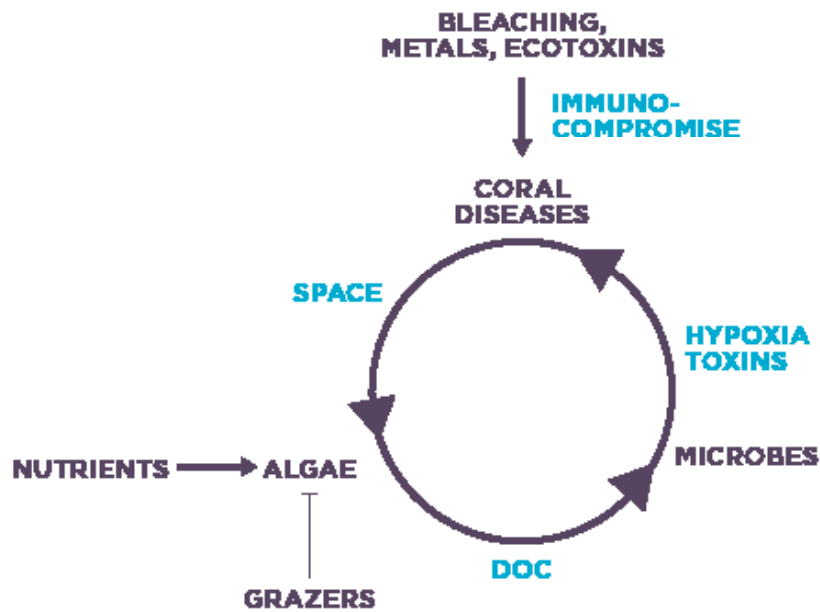 BLEACHING,
METALS, ECOTOXINS
IMMUNO-
COMPROMISE
CORAL
DISEASES
SPACE
HYPOXIA
TOXINS
MICROBES
NUTRIENTS
ALGAE
DOC
GRAZERS